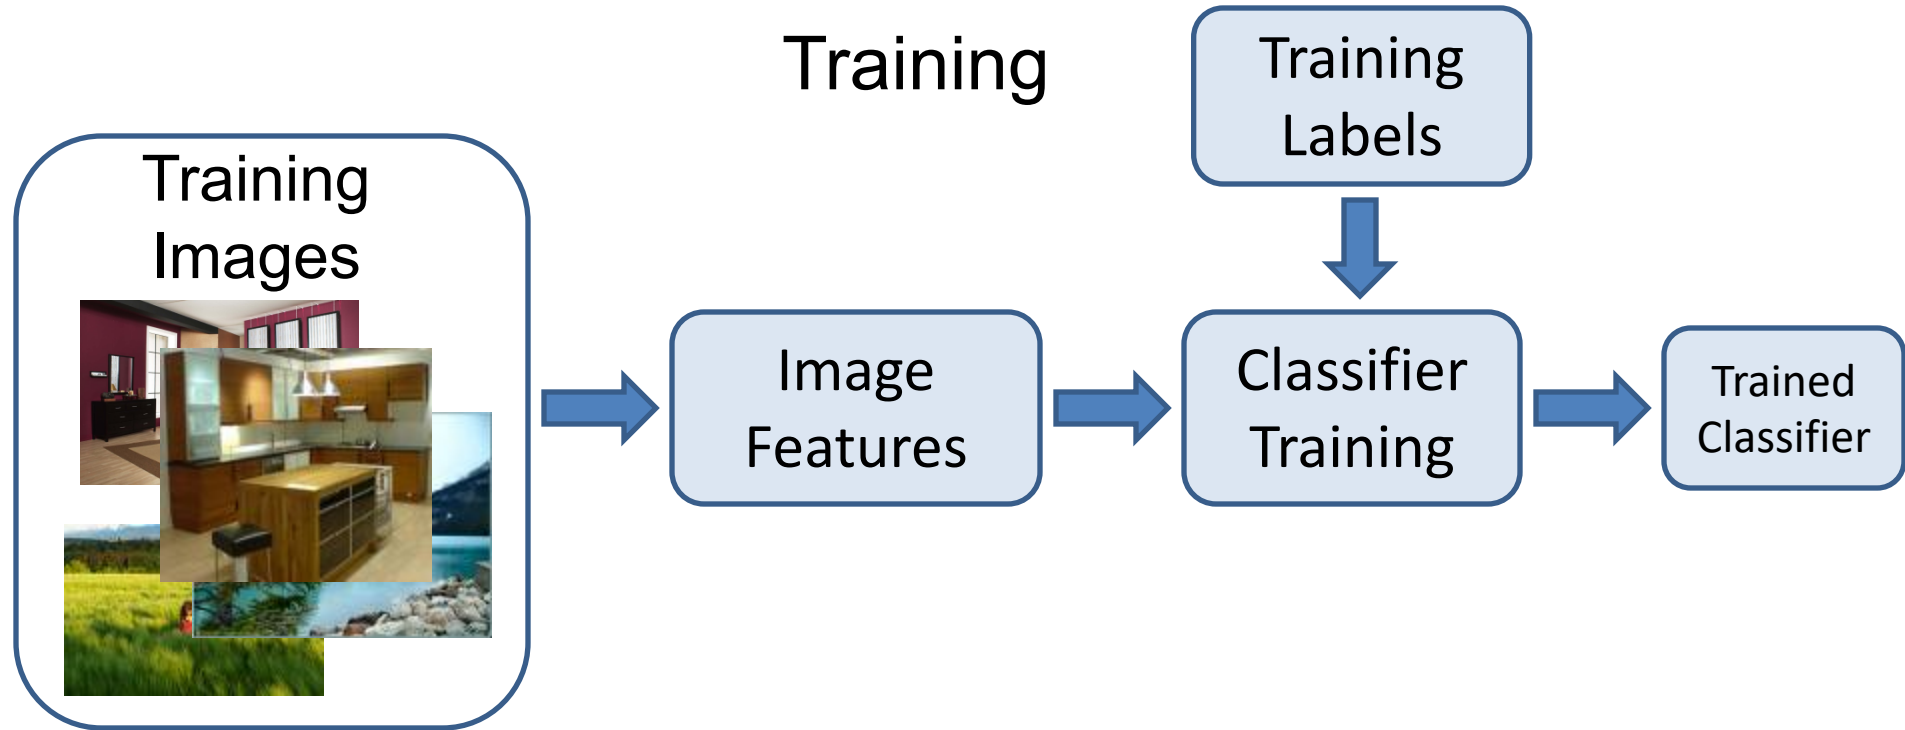 Training
Training
Labels
Training
Images
Image
Features
Classifier
Training
Trained
Classifier